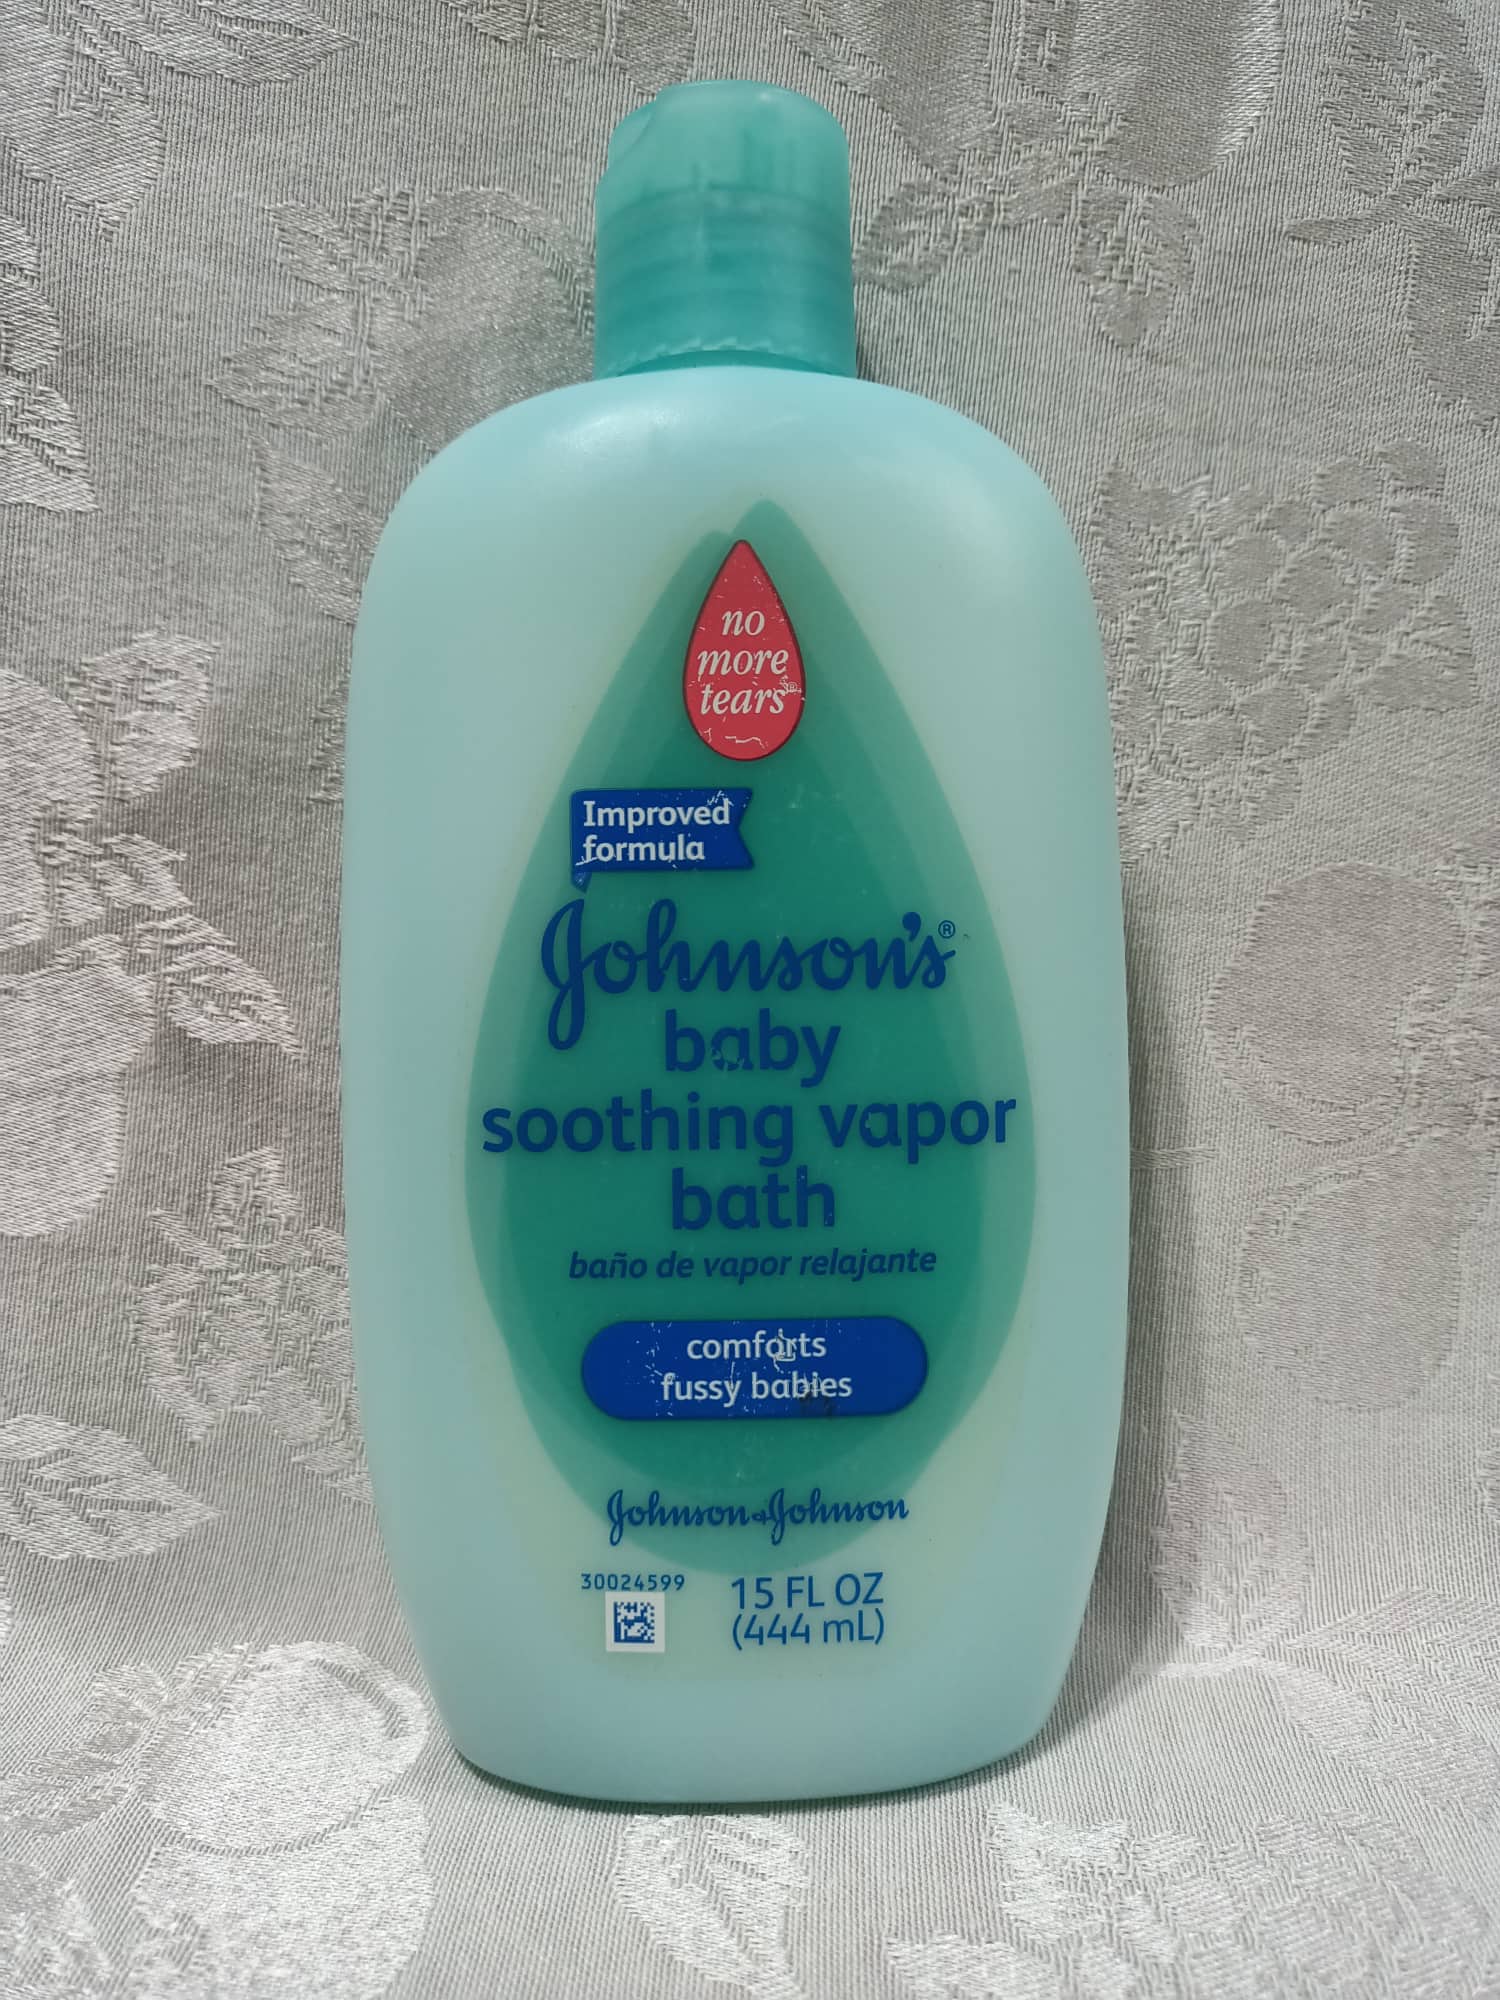 no
more
tears®
Improved
formula
Johnson's®
baby
soothing vapor
bath
baño de vapor relajante
comforts
fussy babies
Johnson & Johnson
30024599
15 FL OZ
(444 mL)